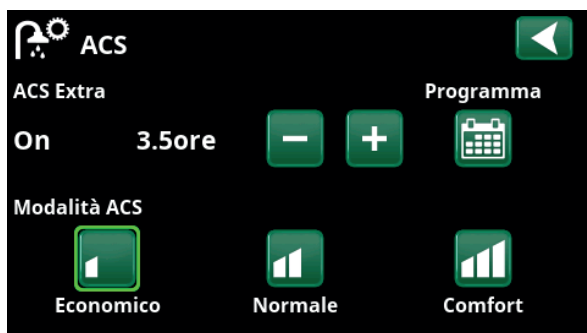 ACS
ACS Extra
Programma
On 3.5ore
Modalità ACS
Economico Normale Comfort